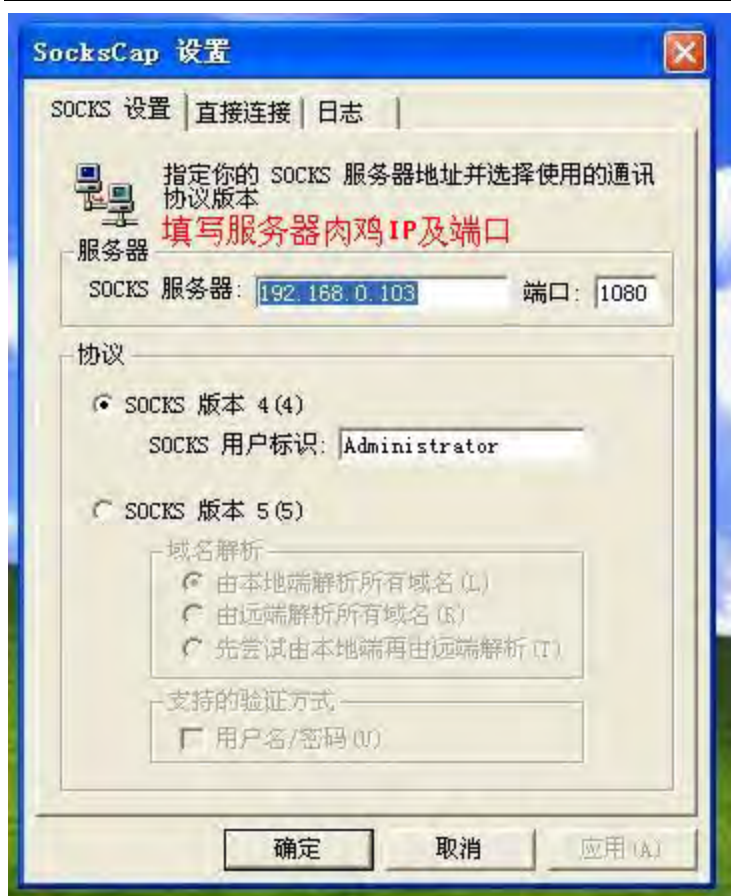 SocksCap 设置
SOCKS 设置 直接连接 日志
指定你的 SOCKS 服务器地址并选择使用的通讯
协议版本
填写服务器肉鸡IP及端口
服务器
SOCKS 服务器: 192.168.0.103 端口: 1080
协议
SOCKS 版本 4(4)
SOCKS 用户标识: Administrator
SOCKS 版本 5(5)
域名解析
由本地端解析所有域名(L)
由远端解析所有域名(R)
先尝试由本地端再由远端解析(T)
支持的验证方式
用户名/密码(U)
确定 取消 应用(A)